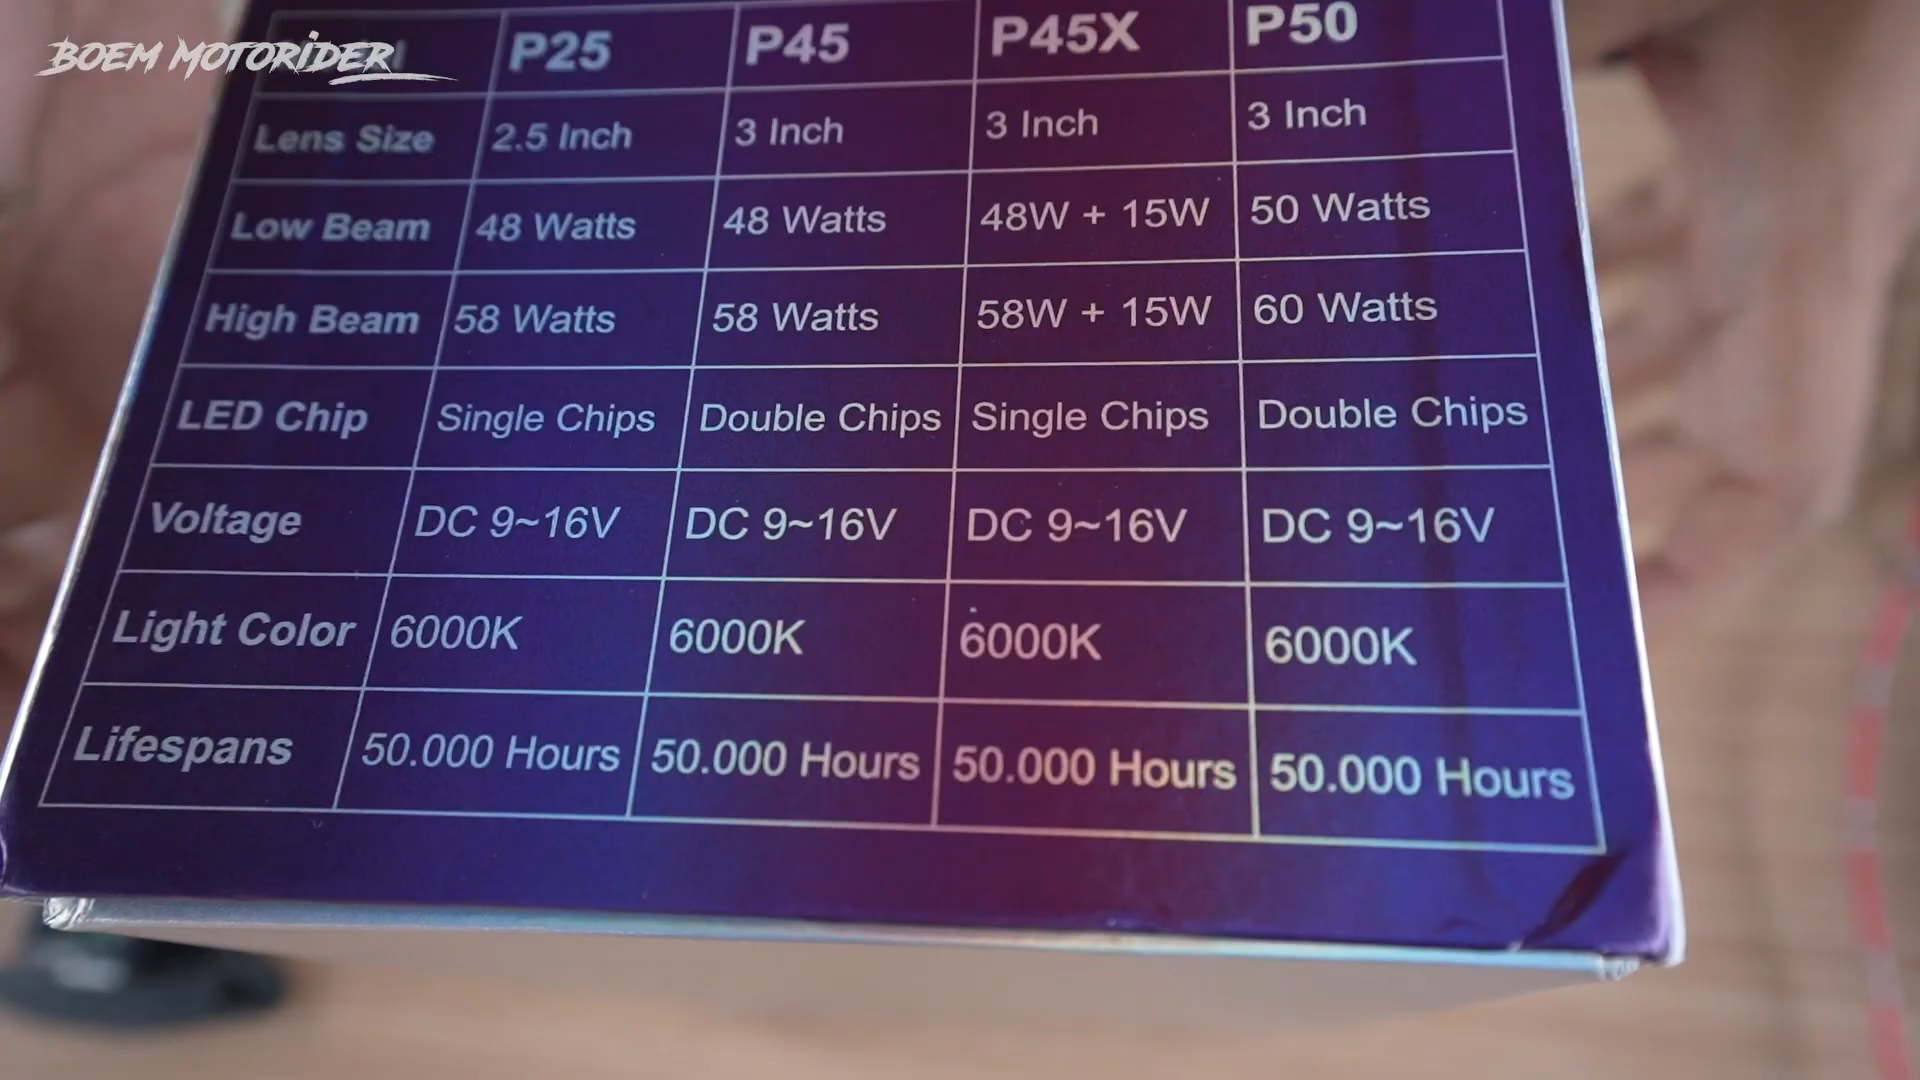 BOEM MOTORIDER
P25 P45 P45X P50
Lens Size 2.5 Inch 3 Inch 3 Inch 3 Inch
Low Beam 48 Watts 48 Watts 48W + 15W 50 Watts
High Beam 58 Watts 58 Watts 58W + 15W 60 Watts
LED Chip Single Chips Double Chips Single Chips Double Chips
Voltage DC 9~16V DC 9~16V DC 9~16V DC 9~16V
Light Color 6000K 6000K 6000K 6000K
Lifespans 50.000 Hours 50.000 Hours 50.000 Hours 50.000 Hours